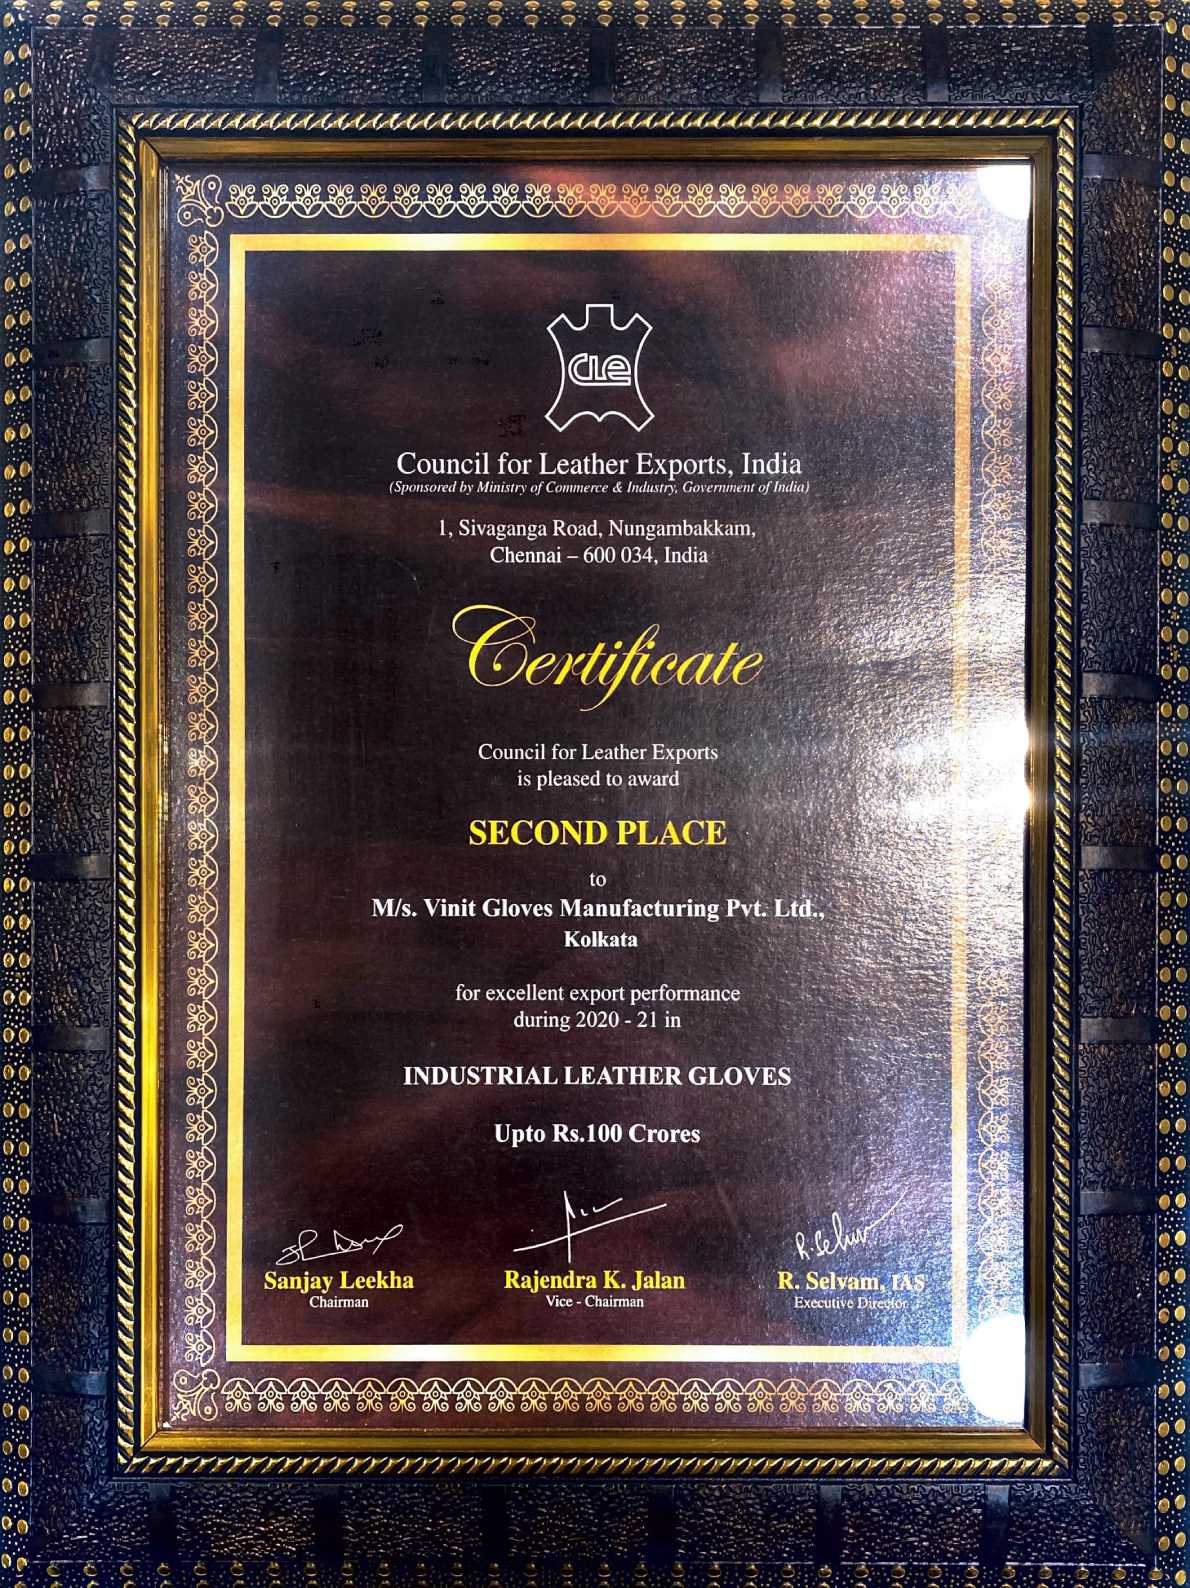 CLE
Council for Leather Exports, India
(Sponsored by Ministry of Commerce & Industry, Government of India)
1, Sivaganga Road, Nungambakkam,
Chennai – 600 034, India
Certificate
Council for Leather Exports
is pleased to award
SECOND PLACE
to
M/s. Vinit Gloves Manufacturing Pvt. Ltd.,
Kolkata
for excellent export performance
during 2020 - 21 in
INDUSTRIAL LEATHER GLOVES
Upto Rs.100 Crores
R. Selvam
Sanjay Leekha Rajendra K. Jalan R. Selvam, IAS
Chairman Vice - Chairman Executive Director